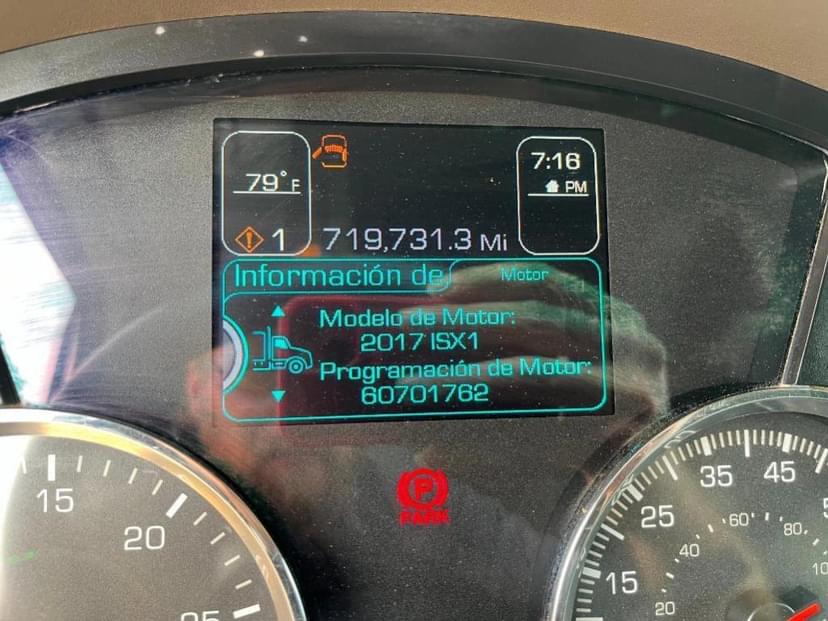 7:16
79° F
PM
1
719,731.3 Mi
Información de
Motor
Modelo de Motor:
2017 ISX1
Programación de Motor:
60701762
P
PARK
15
20
25
15
25
35
45
20
40
60
80